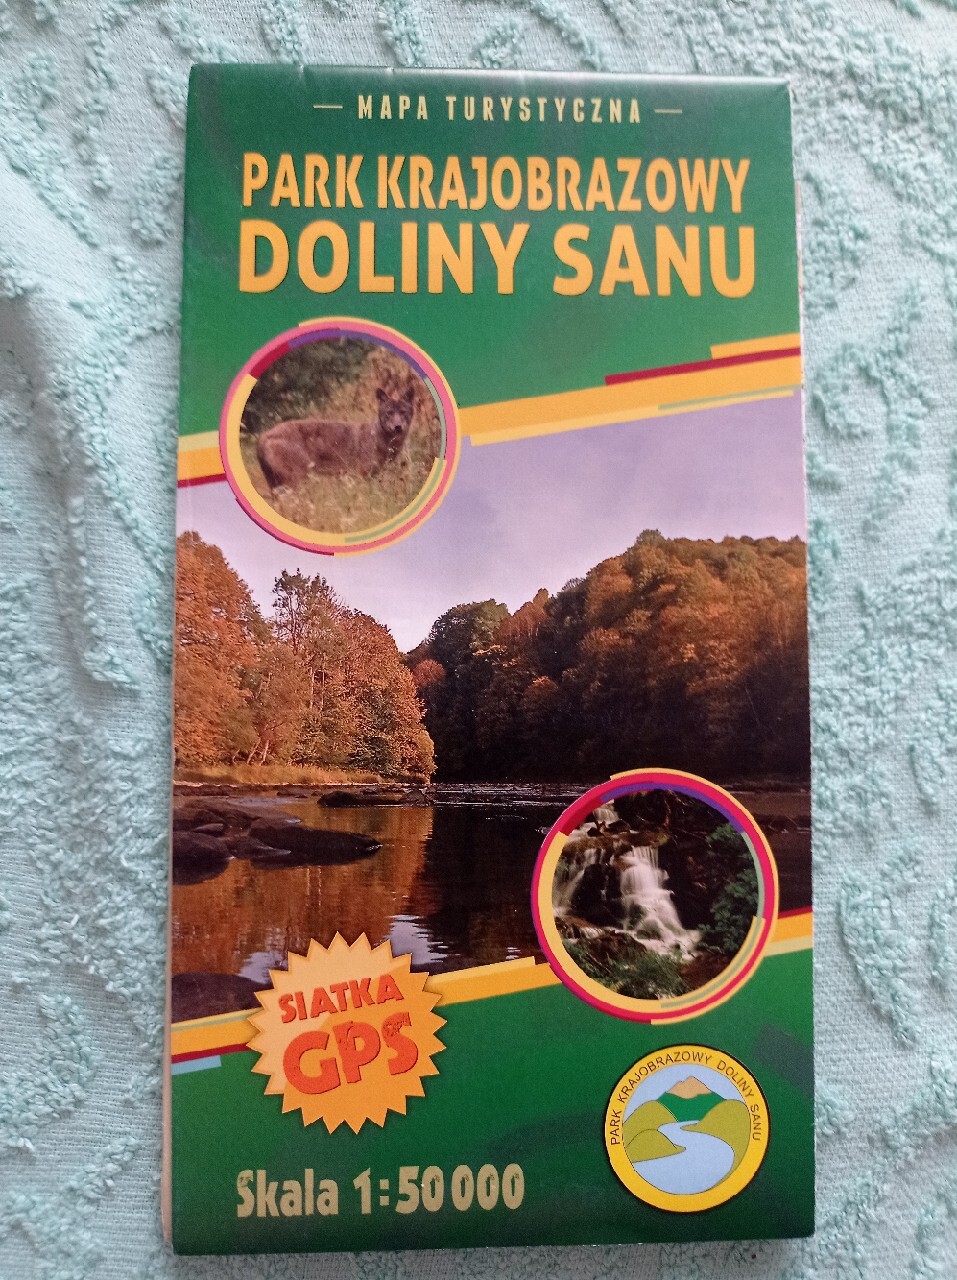 MAPA TURYSTYCZNA
PARK KRAJOBRAZOWY
DOLINY SANU
SIATKA
GPS
PARK KRAJOBRAZOWY DOLINY SANU
Skala 1:50 000